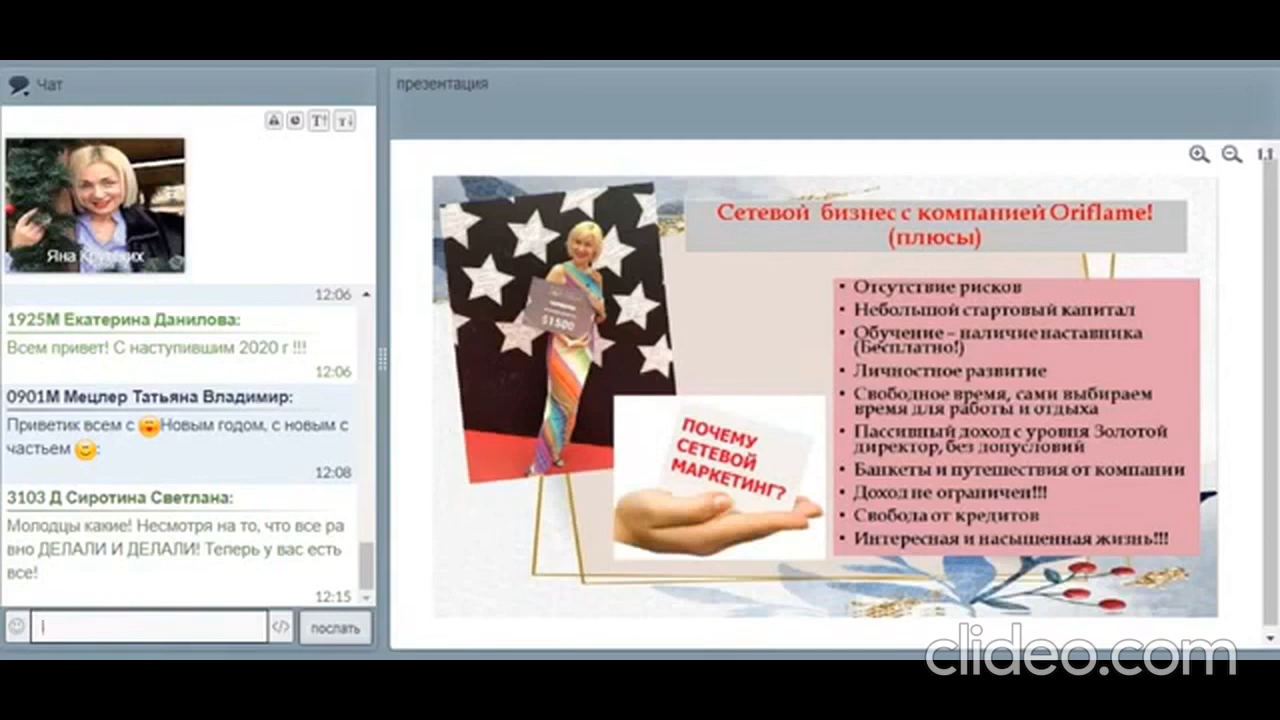 Чат
презентация
1:1
Яна
12:06
1925М Екатерина Данилова:
Всем привет! С наступившим 2020 г !!!
12:06
0901М Мецлер Татьяна Владимир:
Приветик всем с Новым годом, с новым с
частьем :
12:08
3103 Д Сиротина Светлана:
Молодцы какие! Несмотря на то, что все ра
вно ДЕЛАЛИ И ДЕЛАЛИ! Теперь у вас есть
все!
12:15
послать
Сетевой бизнес с компанией Oriflame!
(плюсы)
$1500
ПОЧЕМУ
СЕТЕВОЙ
МАРКЕТИНГ?
• Отсутствие рисков
• Небольшой стартовый капитал
• Обучение – наличие наставника
(Бесплатно!)
• Личностное развитие
• Свободное время, сами выбираем
время для работы и отдыха
• Пассивный доход с уровня Золотой
директор, без допусловий
• Банкеты и путешествия от компании
• Доход не ограничен!!!
• Свобода от кредитов
• Интересная и насыщенная жизнь!!!
clideo.com